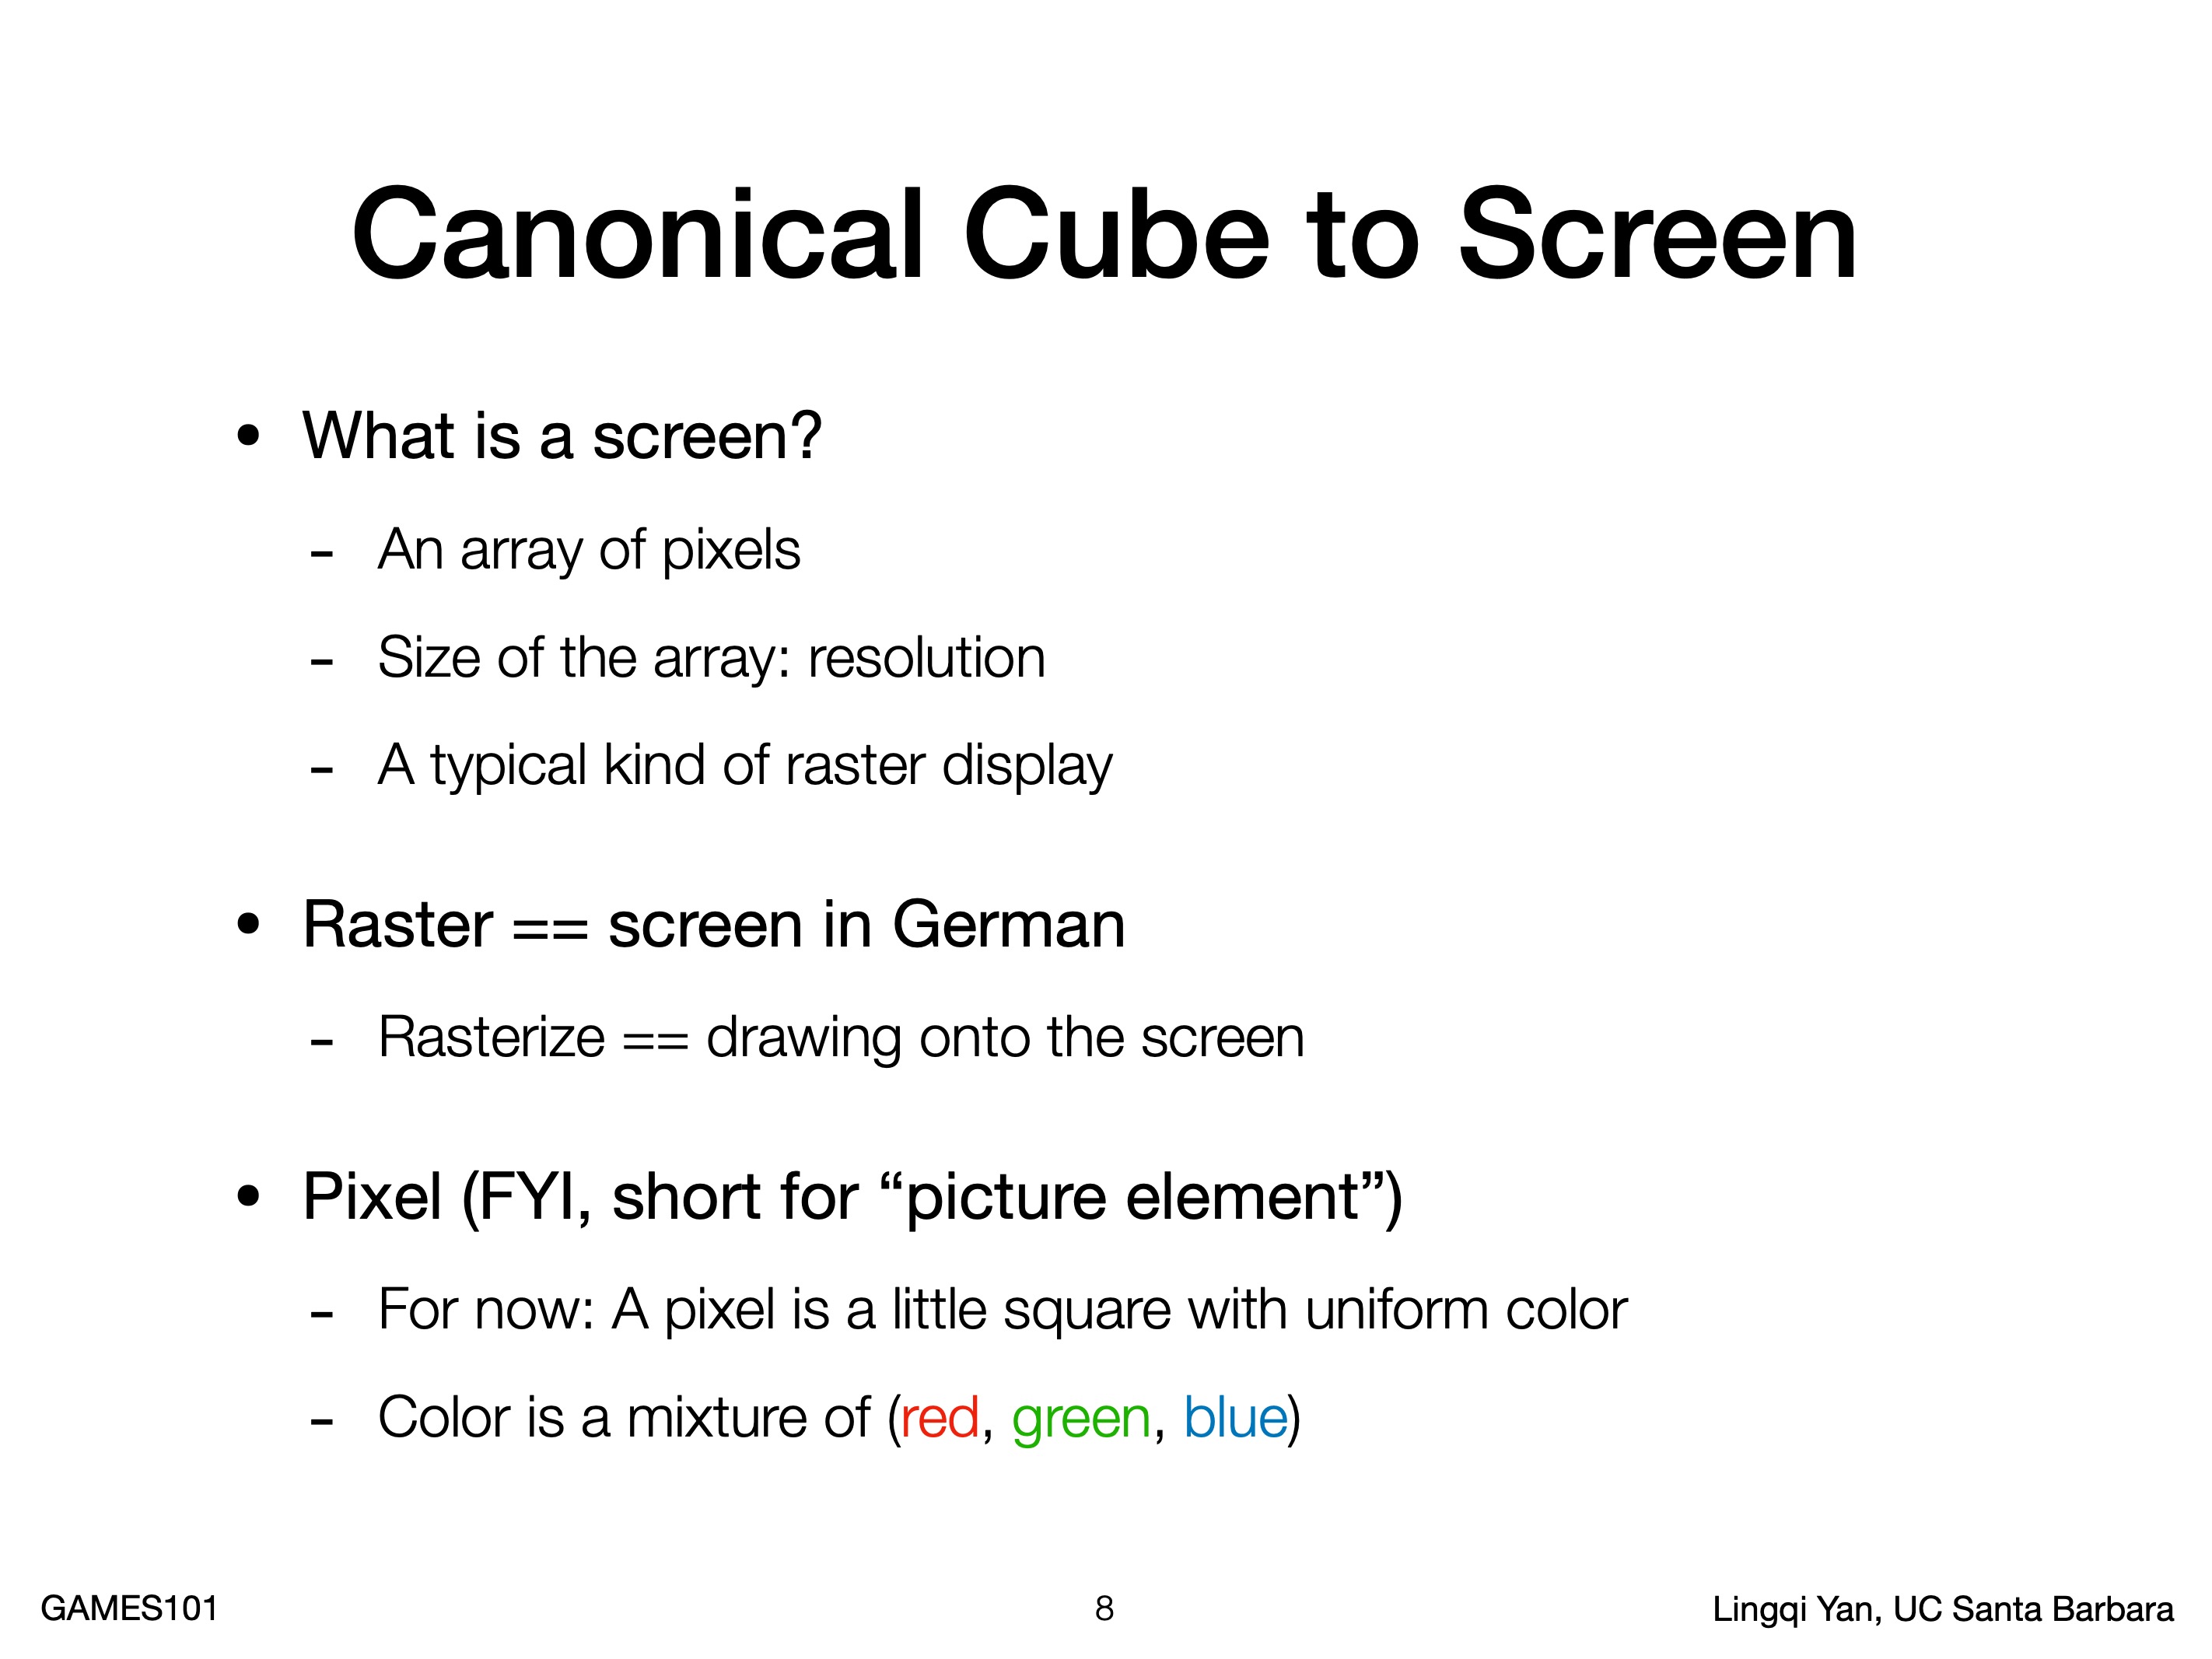 Canonical Cube to Screen
• What is a screen?
- An array of pixels
- Size of the array: resolution
- A typical kind of raster display
• Raster == screen in German
- Rasterize == drawing onto the screen
• Pixel (FYI, short for “picture element”)
- For now: A pixel is a little square with uniform color
- Color is a mixture of (red, green, blue)
GAMES101
8
Lingqi Yan, UC Santa Barbara